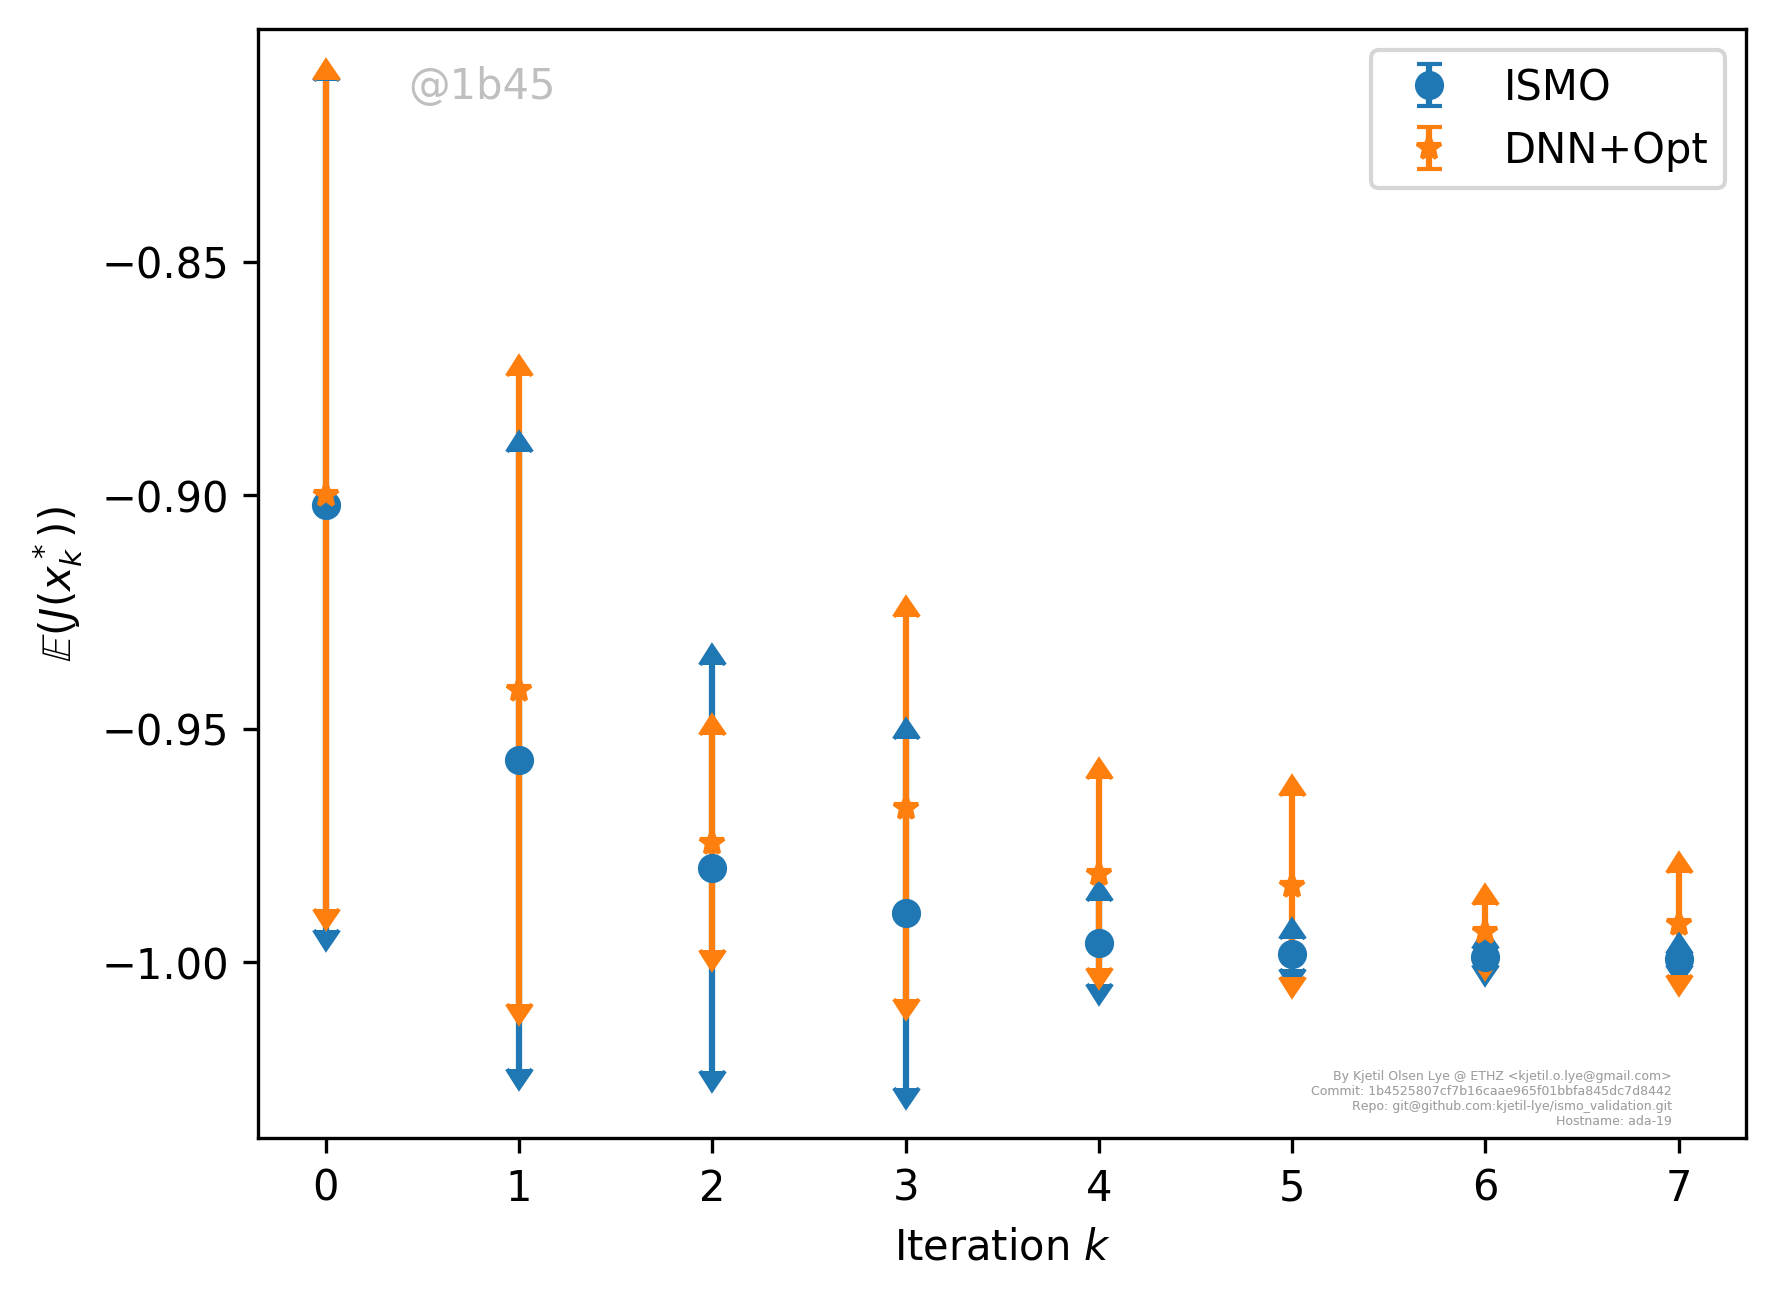 @1b45
ISMO
DNN+Opt
−0.85
−0.90
−0.95
−1.00
𝔼(J(x*k))
0 1 2 3 4 5 6 7
Iteration k
By Kjetil Olsen Lye @ ETHZ <kjetil.o.lye@gmail.com>
Commit: 1b4525807cf7b16caae965f01bbfa845dc7d8442
Repo: git@github.com:kjetil-lye/ismo_validation.git
Hostname: ada-19